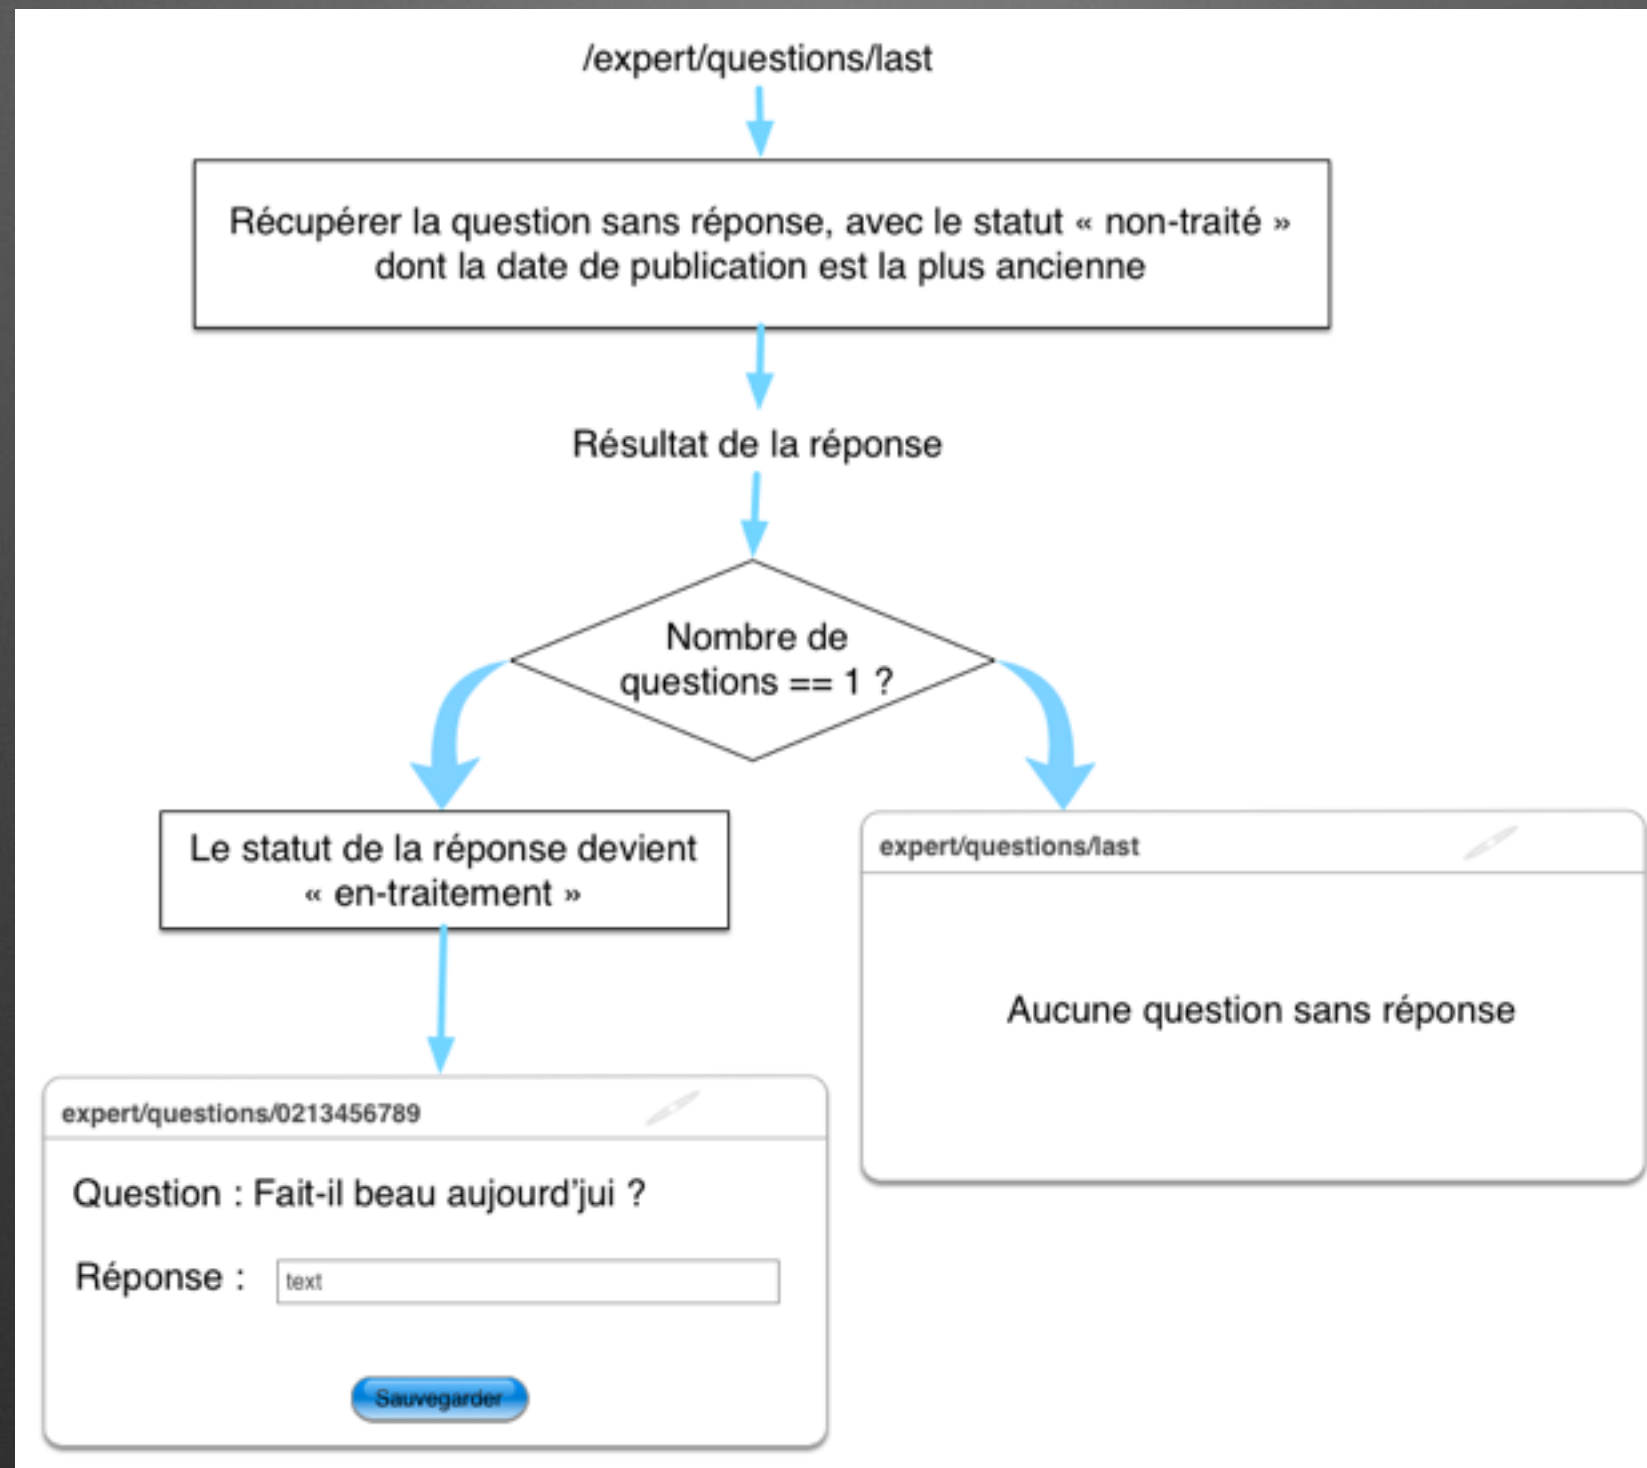 /expert/questions/last
Récupérer la question sans réponse, avec le statut « non-traité »
dont la date de publication est la plus ancienne
Résultat de la réponse
Nombre de
questions == 1 ?
Le statut de la réponse devient
« en-traitement »
expert/questions/last
Aucune question sans réponse
expert/questions/0213456789
Question : Fait-il beau aujourd’jui ?
Réponse : text
Sauvegarder